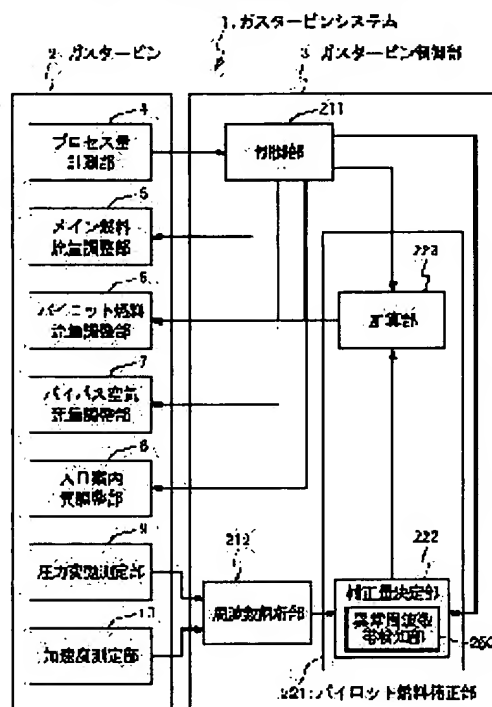 1.ガスタービンシステム
2. ガスタービン
3 ガスタービン制御部
4
プロセス量
計測部
211
制御部
5
メイン燃料
流量調整部
223
6
パイロット燃料
流量調整部
計算部
7
バイパス空気
流量調整部
8
入口案内
翼調整部
9
圧力変動測定部
212
222
周波数解析部
補正量決定部
異常周波数
帯検知部
10
加速度測定部
250
221:パイロット燃料補正部